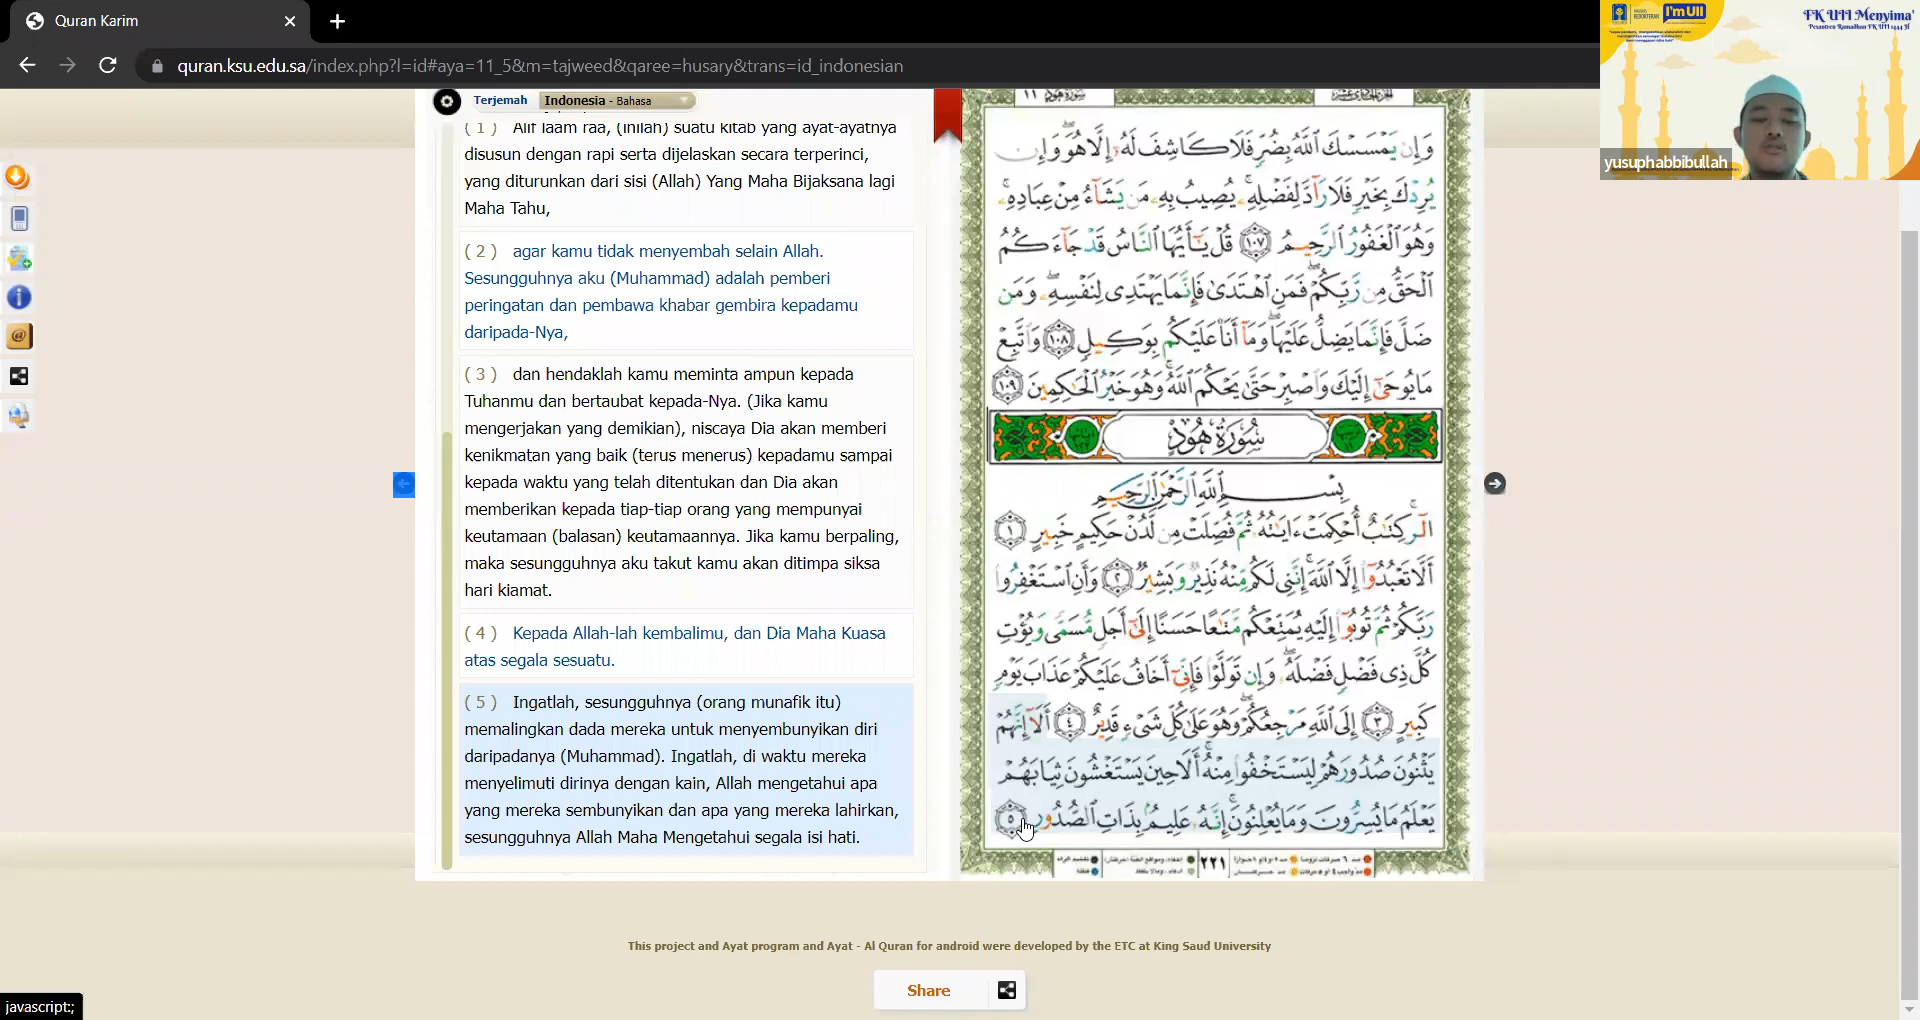 Quran Karim
quran.ksu.edu.sa/index.php?l=id#aya=11_5&m=tajweed&qaree=husary&trans=id_indonesian
I'm UII
FK UII Menyima'
Pesantren Ramadhan FK UII 1444 H
yusuphabbibullah
Terjemah
Indonesia - Bahasa
( 1 ) Alif laam raa, (inilah) suatu kitab yang ayat-ayatnya
disusun dengan rapi serta dijelaskan secara terperinci,
yang diturunkan dari sisi (Allah) Yang Maha Bijaksana lagi
Maha Tahu,
( 2 ) agar kamu tidak menyembah selain Allah.
Sesungguhnya aku (Muhammad) adalah pemberi
peringatan dan pembawa khabar gembira kepadamu
daripada-Nya,
( 3 ) dan hendaklah kamu meminta ampun kepada
Tuhanmu dan bertaubat kepada-Nya. (Jika kamu
mengerjakan yang demikian), niscaya Dia akan memberi
kenikmatan yang baik (terus menerus) kepadamu sampai
kepada waktu yang telah ditentukan dan Dia akan
memberikan kepada tiap-tiap orang yang mempunyai
keutamaan (balasan) keutamaannya. Jika kamu berpaling,
maka sesungguhnya aku takut kamu akan ditimpa siksa
hari kiamat.
( 4 ) Kepada Allah-lah kembalimu, dan Dia Maha Kuasa
atas segala sesuatu.
( 5 ) Ingatlah, sesungguhnya (orang munafik itu)
memalingkan dada mereka untuk menyembunyikan diri
daripadanya (Muhammad). Ingatlah, di waktu mereka
menyelimuti dirinya dengan kain, Allah mengetahui apa
yang mereka sembunyikan dan apa yang mereka lahirkan,
sesungguhnya Allah Maha Mengetahui segala isi hati.
وَإِن يَمْسَسْكَ ٱللَّهُ بِضُرٍّ فَلَا كَاشِفَ لَهُۥٓ إِلَّا هُوَ ۖ وَإِن
يُرِدْكَ بِخَيْرٍ فَلَا رَآدَّ لِفَضْلِهِۦ ۚ يُصِيبُ بِهِۦ مَن يَشَآءُ مِنْ عِبَادِهِۦ ۚ
وَهُوَ ٱلْغَفُورُ ٱلرَّحِيمُ ١٠٧ قُلْ يَـٰٓأَيُّهَا ٱلنَّاسُ قَدْ جَآءَكُمُ
ٱلْحَقُّ مِن رَّبِّكُمْ ۖ فَمَنِ ٱهْتَدَىٰ فَإِنَّمَا يَهْتَدِى لِنَفْسِهِۦ ۖ وَمَن
ضَلَّ فَإِنَّمَا يَضِلُّ عَلَيْهَا ۖ وَمَآ أَنَا۠ عَلَيْكُم بِوَكِيلٍ ١٠٨ وَٱتَّبِعْ
مَا يُوحَىٰٓ إِلَيْكَ وَٱصْبِرْ حَتَّىٰ يَحْكُمَ ٱللَّهُ ۚ وَهُوَ خَيْرُ ٱلْحَـٰكِمِينَ ١٠٩
سُورَةُ هُودٍ
بِسْمِ ٱللَّهِ ٱلرَّحْمَـٰنِ ٱلرَّحِيمِ
الٓر ۚ كِتَـٰبٌ أُحْكِمَتْ ءَايَـٰتُهُۥ ثُمَّ فُصِّلَتْ مِن لَّدُنْ حَكِيمٍ خَبِيرٍ ١
أَلَّا تَعْبُدُوٓا۟ إِلَّا ٱللَّهَ ۚ إِنَّنِى لَكُم مِّنْهُ نَذِيرٌ وَبَشِيرٌ ٢ وَأَنِ ٱسْتَغْفِرُوا۟
رَبَّكُمْ ثُمَّ تُوبُوٓا۟ إِلَيْهِ يُمَتِّعْكُم مَّتَـٰعًا حَسَنًا إِلَىٰٓ أَجَلٍ مُّسَمًّى وَيُؤْتِ
كُلَّ ذِى فَضْلٍ فَضْلَهُۥ ۖ وَإِن تَوَلَّوْا۟ فَإِنِّىٓ أَخَافُ عَلَيْكُمْ عَذَابَ يَوْمٍ
كَبِيرٍ ٣ إِلَى ٱللَّهِ مَرْجِعُكُمْ ۖ وَهُوَ عَلَىٰ كُلِّ شَىْءٍ قَدِيرٌ ٤ أَلَآ إِنَّهُمْ
يَثْنُونَ صُدُورَهُمْ لِيَسْتَخْفُوا۟ مِنْهُ ۚ أَلَا حِينَ يَسْتَغْشُونَ ثِيَابَهُمْ
يَعْلَمُ مَا يُسِرُّونَ وَمَا يُعْلِنُونَ ۚ إِنَّهُۥ عَلِيمٌۢ بِذَاتِ ٱلصُّدُورِ ٥
٢٢١
This project and Ayat program and Ayat - Al Quran for android were developed by the ETC at King Saud University
Share
javascript:;